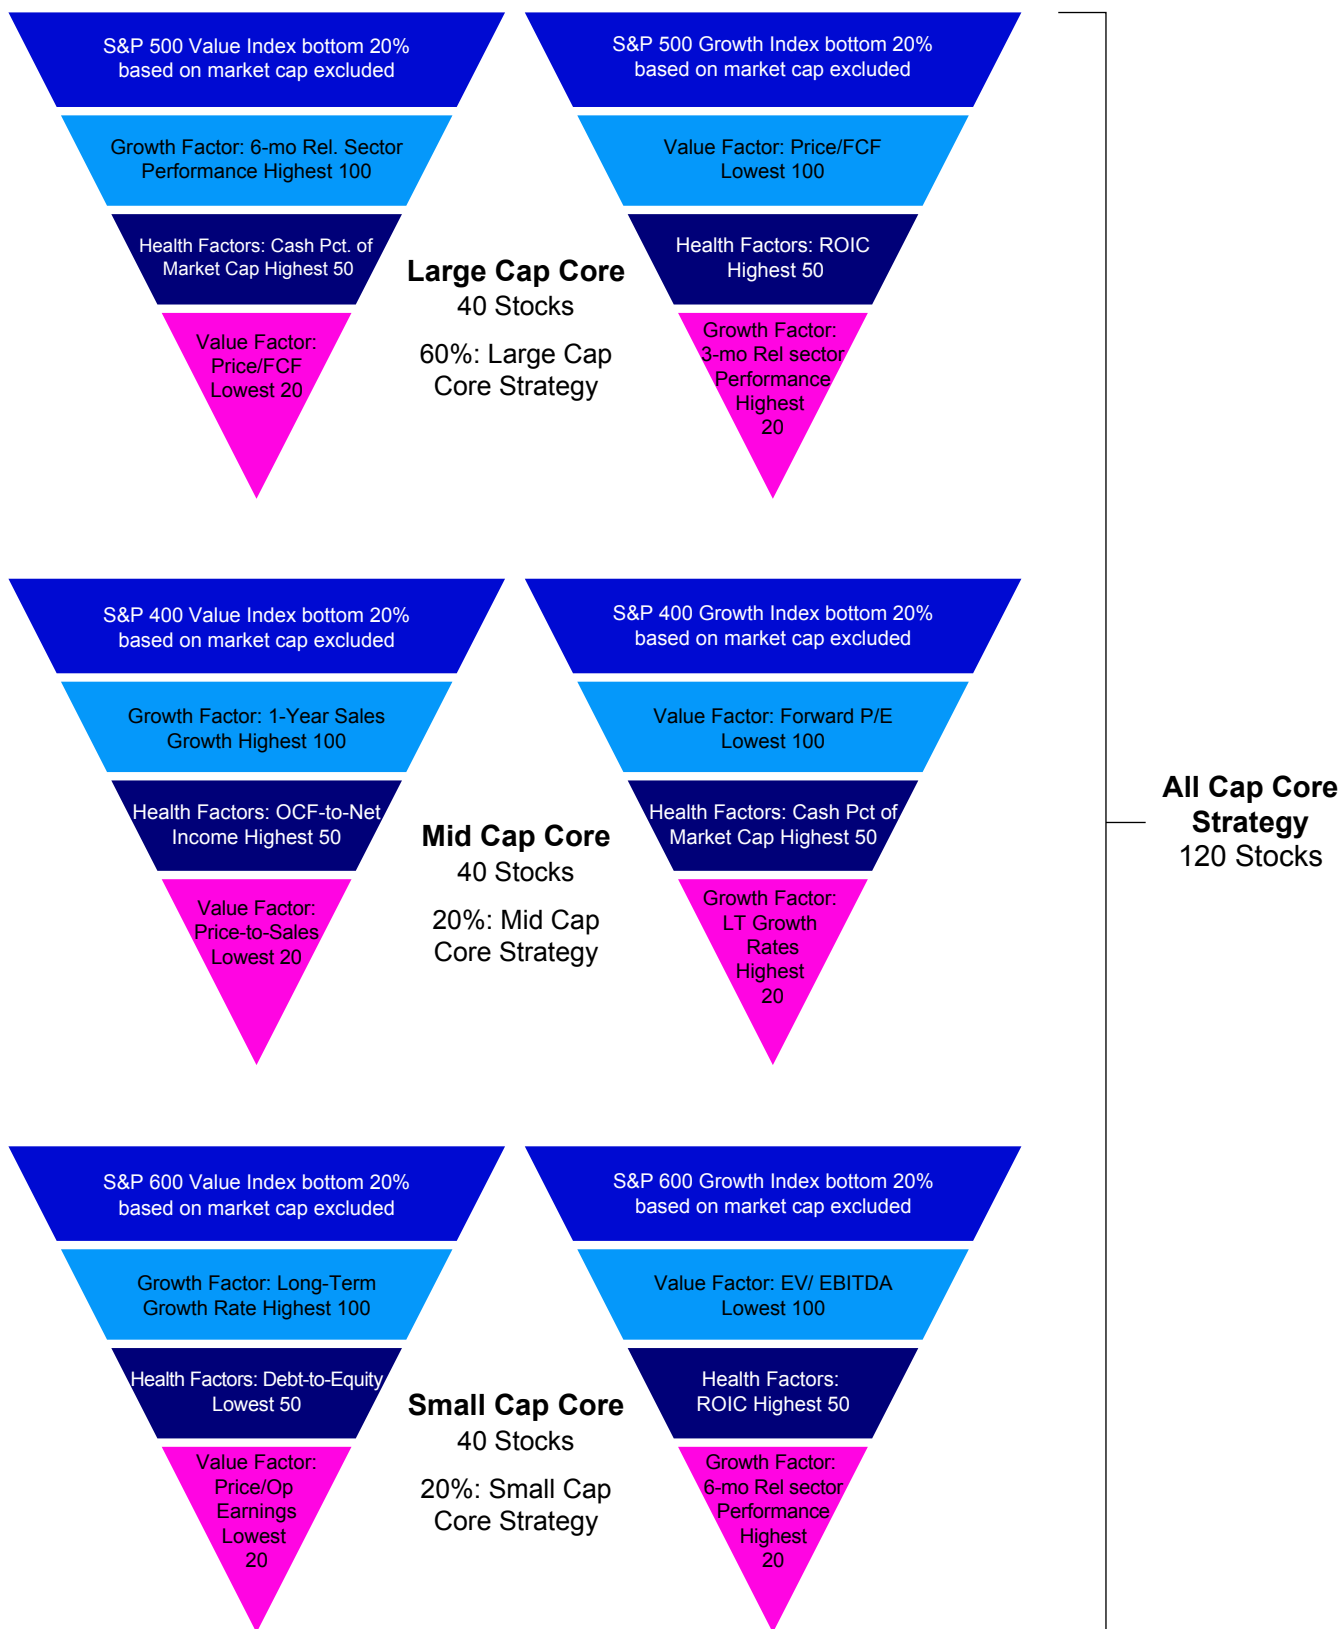 S&P 500 Value Index bottom 20%
based on market cap excluded
Growth Factor: 6-mo Rel. Sector
Performance Highest 100
Health Factors: Cash Pct. of
Market Cap Highest 50
Value Factor:
Price/FCF
Lowest 20
Large Cap Core
40 Stocks
60%: Large Cap
Core Strategy
S&P 500 Growth Index bottom 20%
based on market cap excluded
Value Factor: Price/FCF
Lowest 100
Health Factors: ROIC
Highest 50
Growth Factor:
3-mo Rel sector
Performance
Highest
20
S&P 400 Value Index bottom 20%
based on market cap excluded
Growth Factor: 1-Year Sales
Growth Highest 100
Health Factors: OCF-to-Net
Income Highest 50
Value Factor:
Price-to-Sales
Lowest 20
Mid Cap Core
40 Stocks
20%: Mid Cap
Core Strategy
S&P 400 Growth Index bottom 20%
based on market cap excluded
Value Factor: Forward P/E
Lowest 100
Health Factors: Cash Pct of
Market Cap Highest 50
Growth Factor:
LT Growth
Rates
Highest
20
S&P 600 Value Index bottom 20%
based on market cap excluded
Growth Factor: Long-Term
Growth Rate Highest 100
Health Factors: Debt-to-Equity
Lowest 50
Value Factor:
Price/Op
Earnings
Lowest
20
Small Cap Core
40 Stocks
20%: Small Cap
Core Strategy
S&P 600 Growth Index bottom 20%
based on market cap excluded
Value Factor: EV/ EBITDA
Lowest 100
Health Factors:
ROIC Highest 50
Growth Factor:
6-mo Rel sector
Performance
Highest
20
All Cap Core
Strategy
120 Stocks